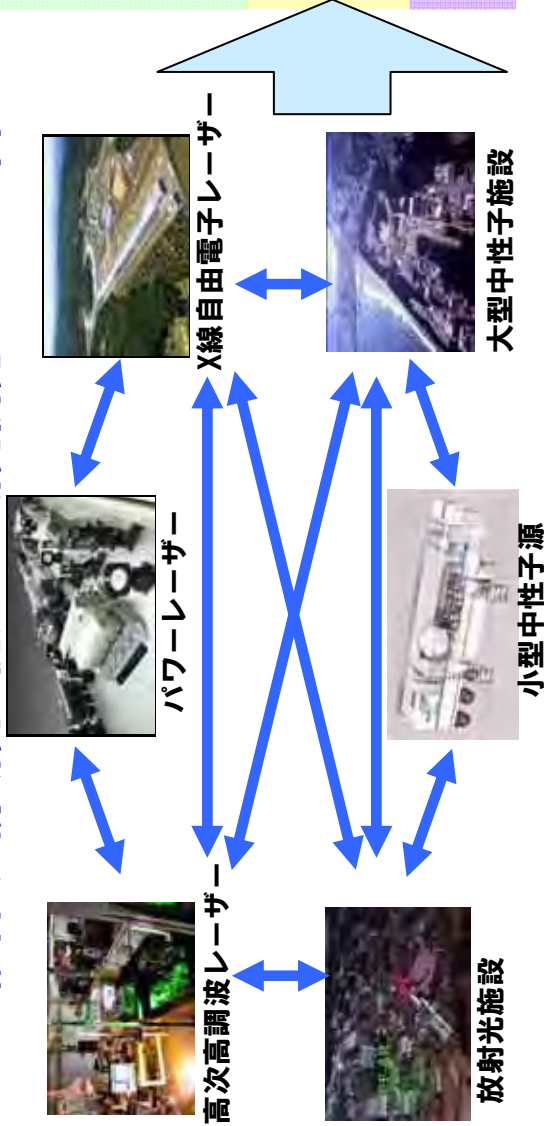 高次高調波レーザー
パワーレーザー
X線自由電子レーザー
放射光施設
小型中性子源
大型中性子施設